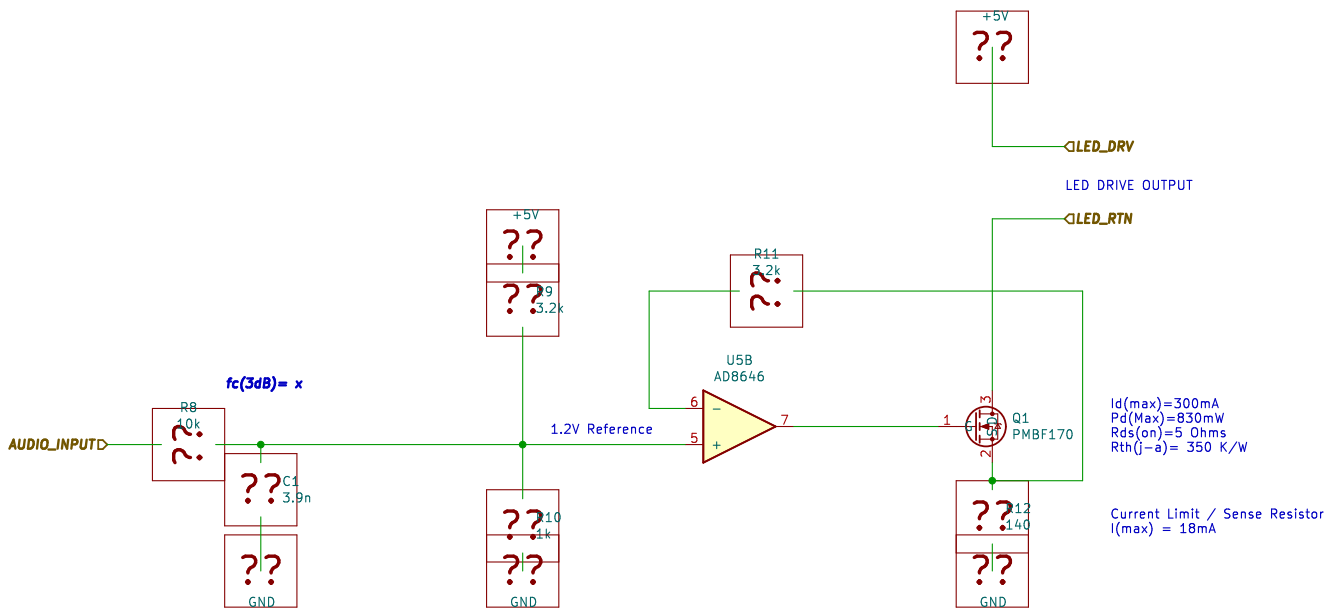 +5V
??
LED_DRV
LED DRIVE OUTPUT
+5V
??
LED_RTN
R11
3.2k
??
??
R9
3.2k
U5B
AD8646
fc(3dB)= x
6
-
R8
10k
??
AUDIO_INPUT
1.2V Reference
5
+
7
1
G
D
S
3
2
Q1
PMBF170
Id(max)=300mA
Pd(Max)=830mW
Rds(on)=5 Ohms
Rth(j-a)= 350 K/W
??
C1
3.9n
??
R10
1k
??
R12
140
Current Limit / Sense Resistor
I(max) = 18mA
??
GND
??
GND
??
GND